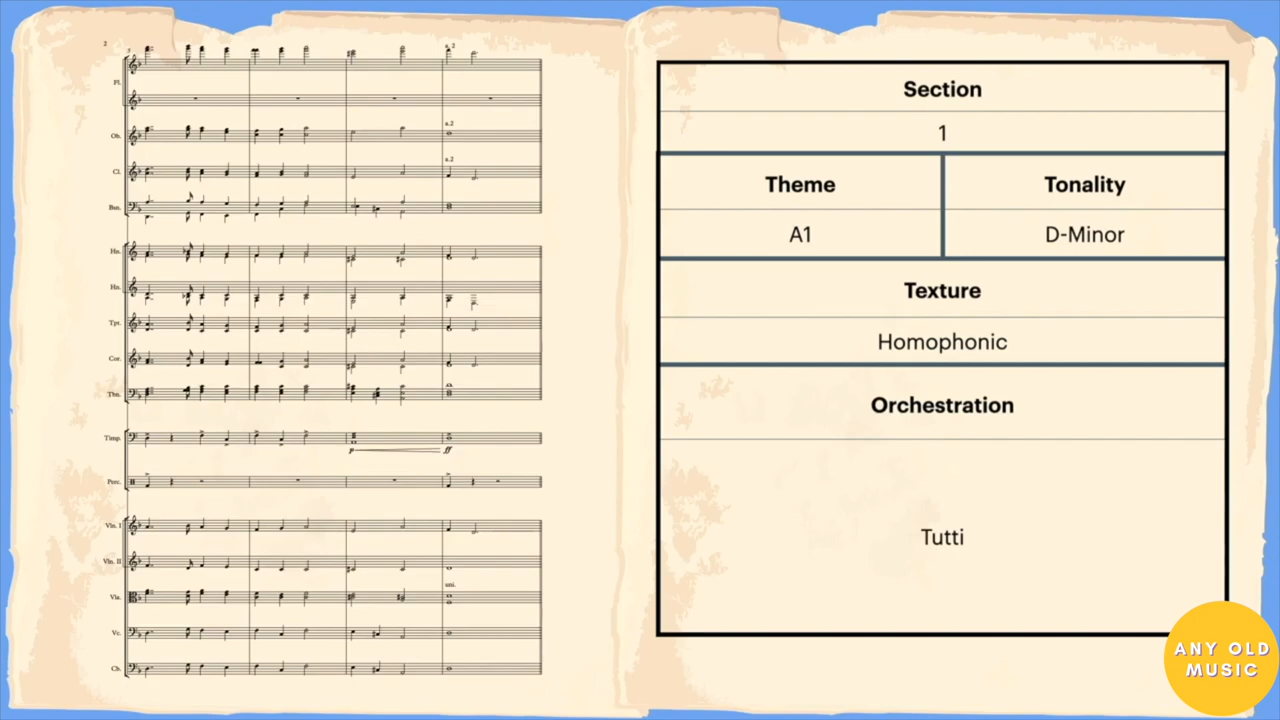 2
5
a. 2
Fl.
Ob.
a.2
Cl.
a.2
Bsn.
Hn.
Hn.
Tpt.
Cor.
Tbn.
Timp.
p
ff
Perc.
Vln. I
Vln. II
Vla.
uni.
Vc.
Cb.
Section
1
Theme
Tonality
A1
D-Minor
Texture
Homophonic
Orchestration
Tutti
ANY OLD
MUSIC